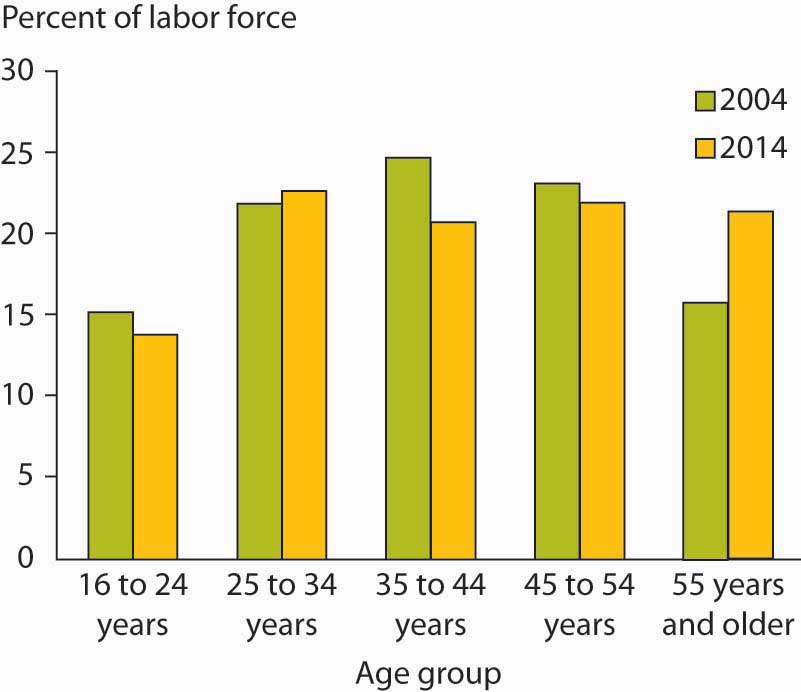 Percent of labor force
30
25
20
15
10
5
0
2004
2014
16 to 24 years
25 to 34 years
35 to 44 years
45 to 54 years
55 years and older
Age group